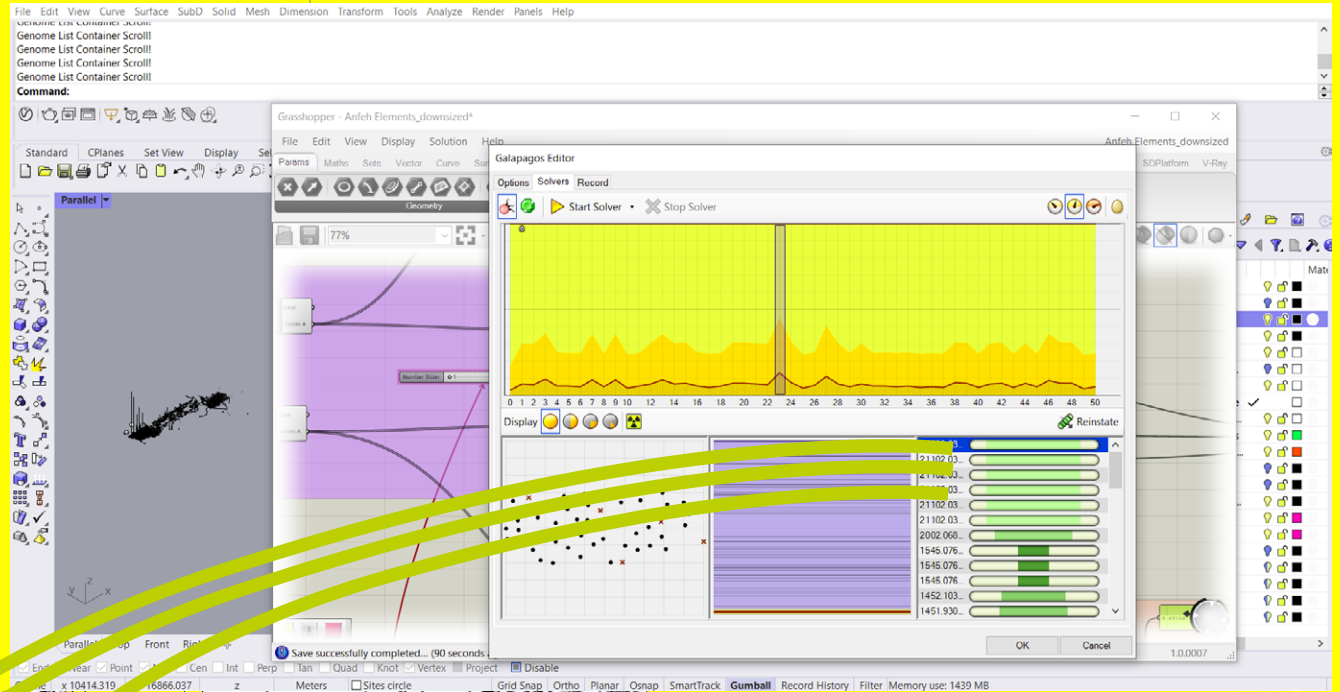 File Edit View Curve Surface SubD Solid Mesh Dimension Transform Tools Analyze Render Panels Help
Genome List Container Scroll!
Genome List Container Scroll!
Genome List Container Scroll!
Genome List Container Scroll!
Genome List Container Scroll!
Command:
Grasshopper - Anfeh Elements_downsized*
File Edit View Display Solution Help
Anfeh Elements_downsized
Standard CPlanes Set View Display Sel
Params Maths Sets Vector Curve Sur
SDPlatform V-Ray
Geometry
77%
Parallel
Galapagos Editor
Options Solvers Record
Start Solver Stop Solver
0 1 2 3 4 5 6 7 8 9 10 12 14 16 18 20 22 24 26 28 30 32 34 36 38 40 42 44 46 48 50
Display
Reinstate
Number Slider
21102.03...
21102.03...
21102.03...
21102.03...
2002.068...
1545.076...
1545.076...
1545.076...
1452.103...
1451.930...
OK Cancel
y z x
Mate
Front
Save successfully completed... (90 seconds
1.0.0007
Near Point Cen Int Perp Tan Quad Knot Vertex Project Disable
x 10414.319 z Meters Sites circle Grid Snap Ortho Planar Osnap SmartTrack Gumball Record History Filter Memory use: 1439 MB